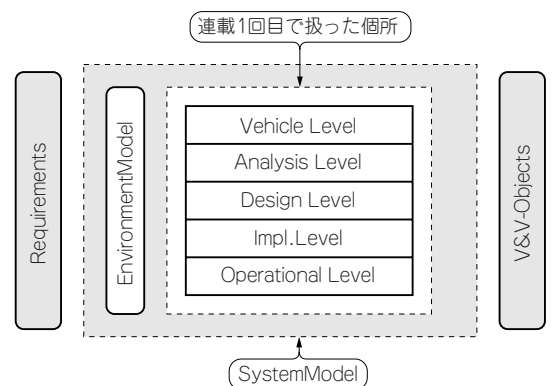 連載1回目で扱った個所
Requirements
EnvironmentModel
Vehicle Level
Analysis Level
Design Level
Impl.Level
Operational Level
V&V-Objects
SystemModel